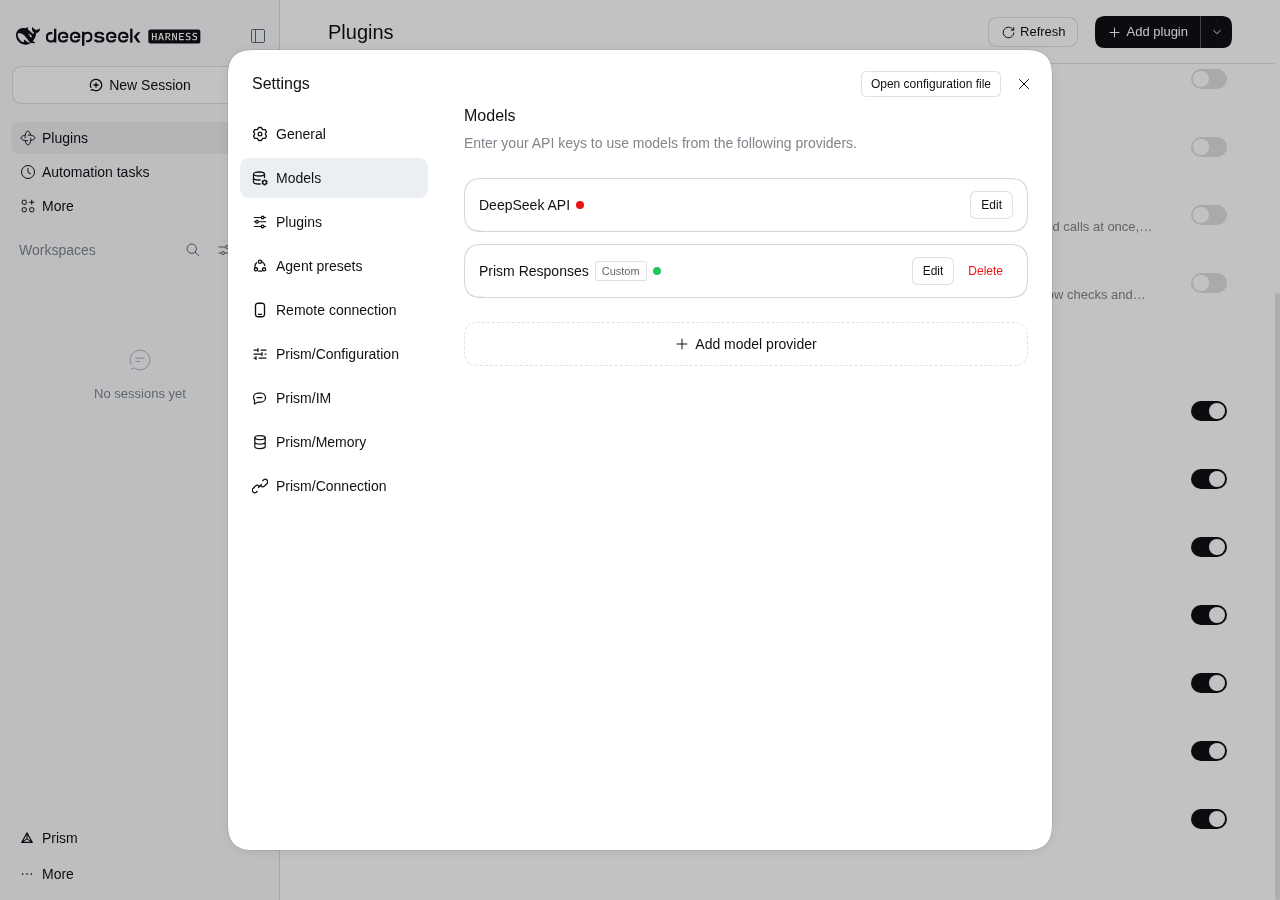 deepseek HARNESS
New Session
Plugins
Automation tasks
More
Workspaces
No sessions yet
Prism
More
Plugins
Refresh
Add plugin
d calls at once,…
w checks and…
Settings
Open configuration file
General
Models
Plugins
Agent presets
Remote connection
Prism/Configuration
Prism/IM
Prism/Memory
Prism/Connection
Models
Enter your API keys to use models from the following providers.
DeepSeek API
Edit
Prism Responses Custom
Edit Delete
Add model provider